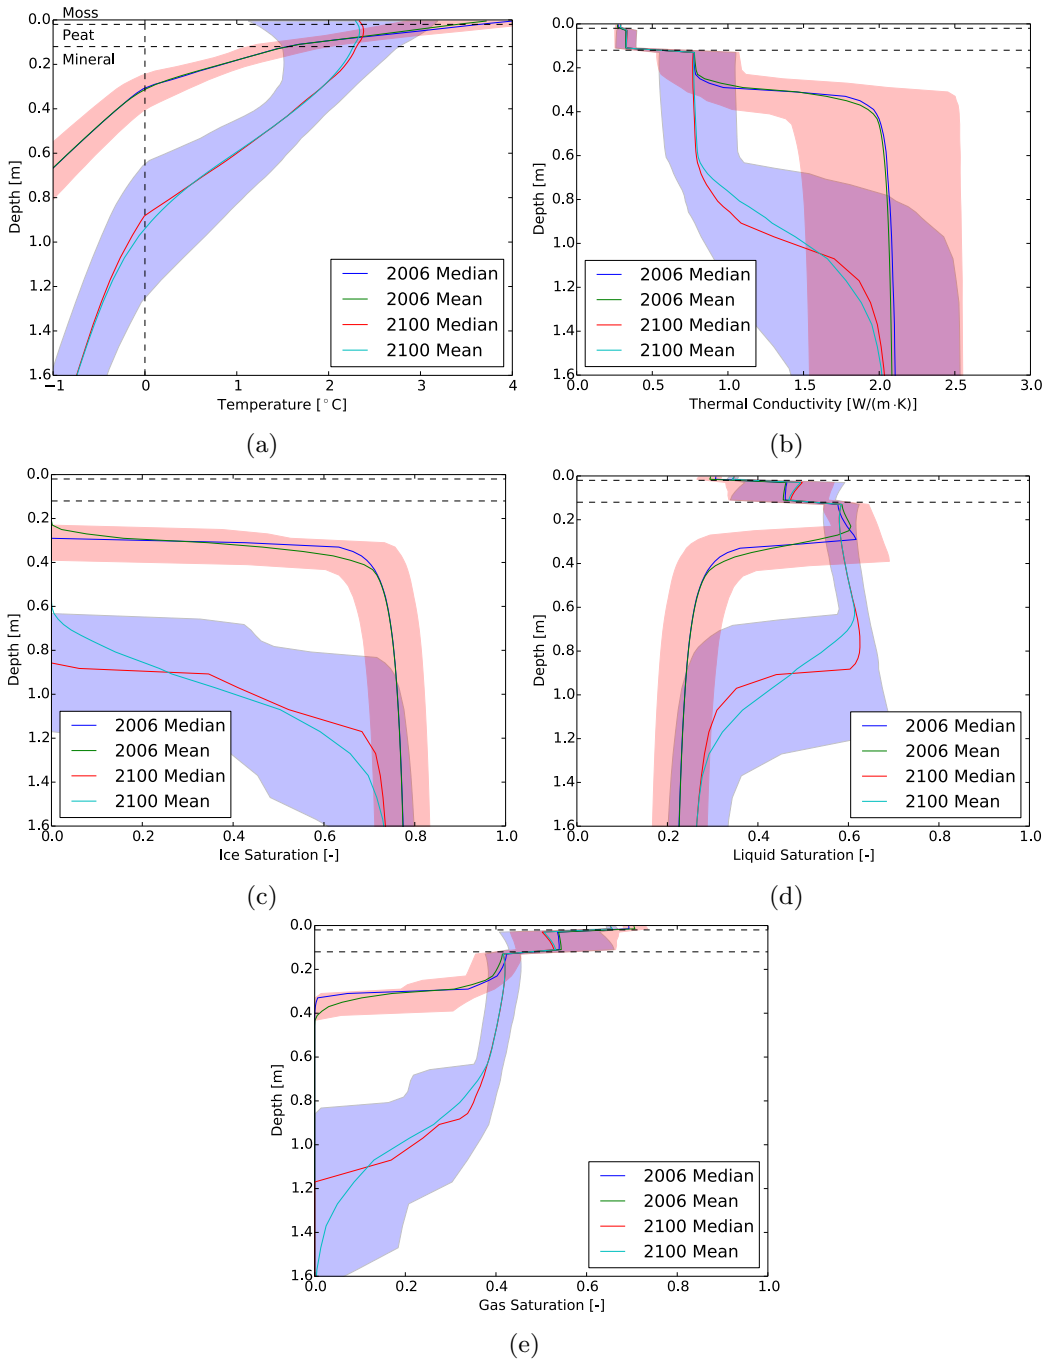 Moss
Peat
Mineral
0.0
0.2
0.4
0.6
0.8
1.0
1.2
1.4
1.6
Depth [m]
2006 Median
2006 Mean
2100 Median
2100 Mean
−1 0 1 2 3 4
Temperature [°C]
(a)
0.0
0.2
0.4
0.6
0.8
1.0
1.2
1.4
1.6
Depth [m]
2006 Median
2006 Mean
2100 Median
2100 Mean
0.0 0.5 1.0 1.5 2.0 2.5 3.0
Thermal Conductivity [W/(m·K)]
(b)
0.0
0.2
0.4
0.6
0.8
1.0
1.2
1.4
1.6
Depth [m]
2006 Median
2006 Mean
2100 Median
2100 Mean
0.0 0.2 0.4 0.6 0.8 1.0
Ice Saturation [-]
(c)
0.0
0.2
0.4
0.6
0.8
1.0
1.2
1.4
1.6
Depth [m]
2006 Median
2006 Mean
2100 Median
2100 Mean
0.0 0.2 0.4 0.6 0.8 1.0
Liquid Saturation [-]
(d)
0.0
0.2
0.4
0.6
0.8
1.0
1.2
1.4
1.6
Depth [m]
2006 Median
2006 Mean
2100 Median
2100 Mean
0.0 0.2 0.4 0.6 0.8 1.0
Gas Saturation [-]
(e)